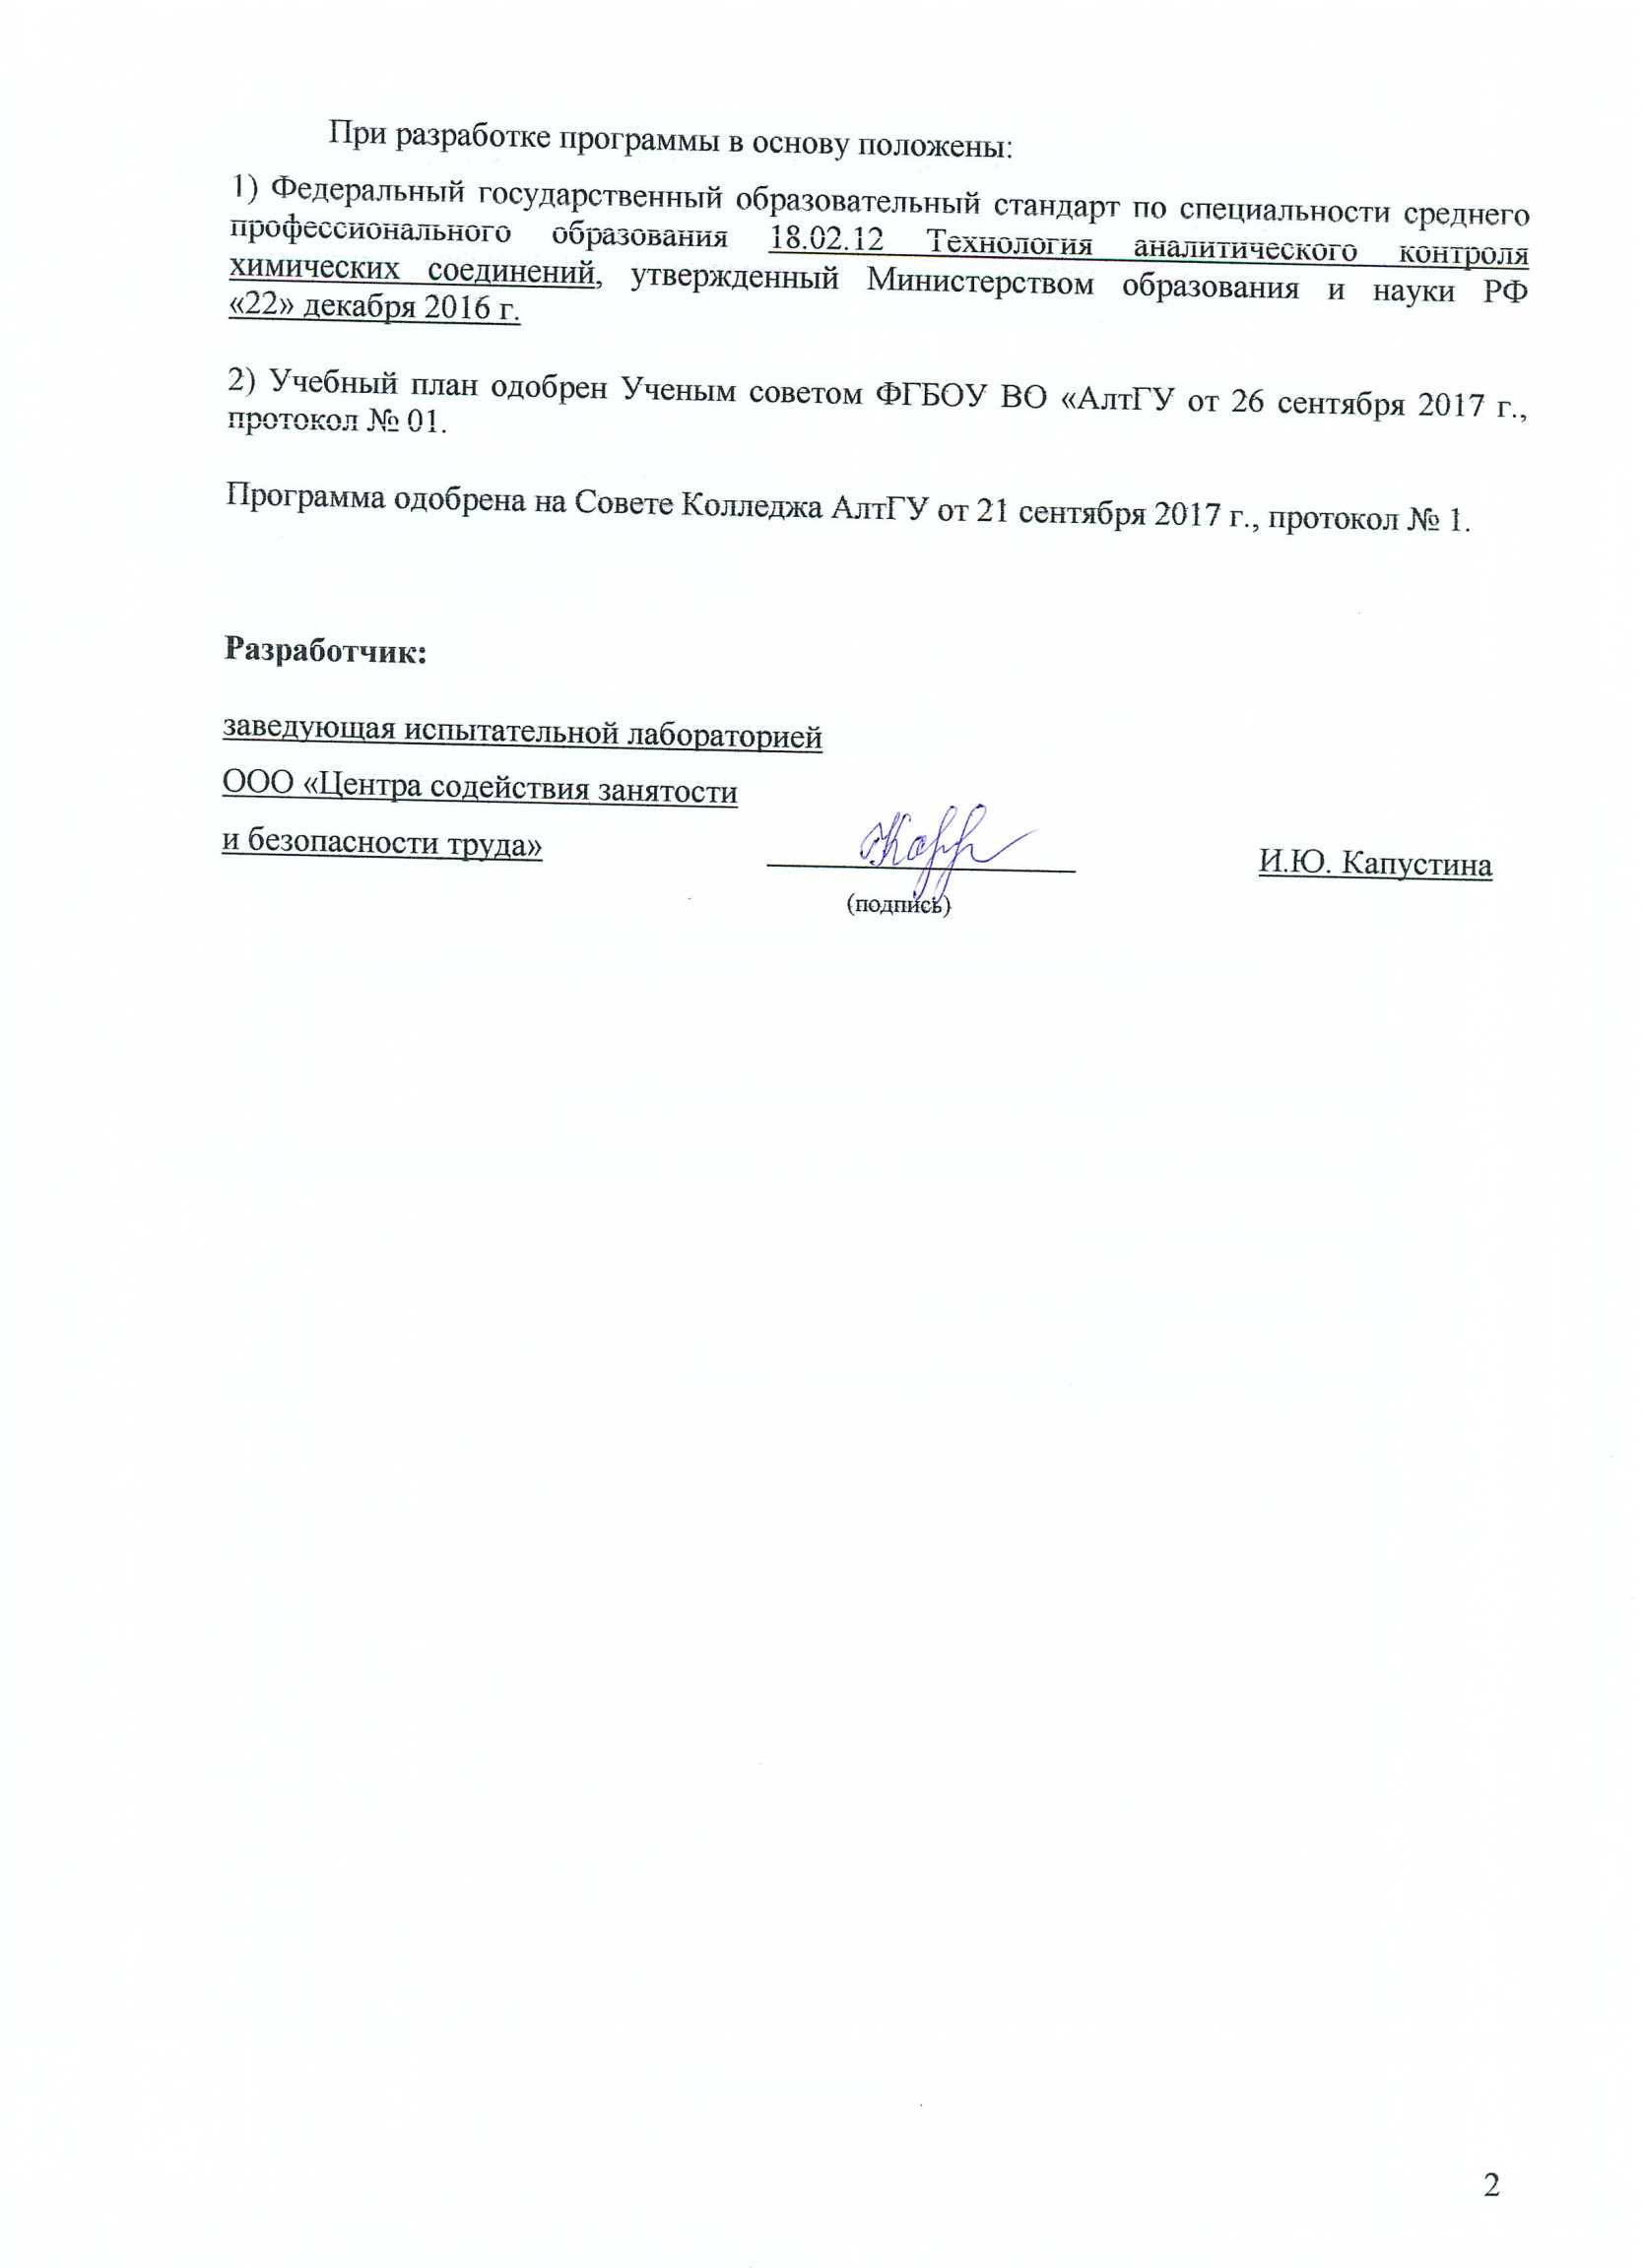 При разработке программы в основу положены:
1) Федеральный государственный образовательный стандарт по специальности среднего
профессионального образования 18.02.12 Технология аналитического контроля
химических соединений, утвержденный Министерством образования и науки РФ
«22» декабря 2016 г.
2) Учебный план одобрен Ученым советом ФГБОУ ВО «АлтГУ от 26 сентября 2017 г.,
протокол № 01.
Программа одобрена на Совете Колледжа АлтГУ от 21 сентября 2017 г., протокол № 1.
Разработчик:
заведующая испытательной лабораторией
ООО «Центра содействия занятости
и безопасности труда»
И.Ю. Капустина
(подпись)
2